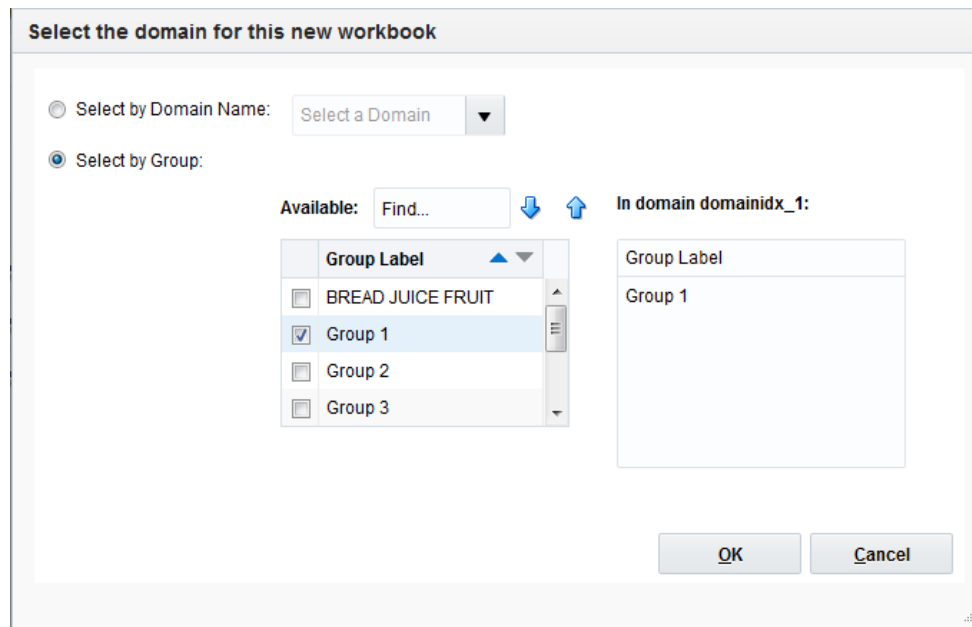 Select the domain for this new workbook
Select by Domain Name:
Select a Domain
Select by Group:
Available:
Find...
In domain domainidx_1:
Group Label
BREAD JUICE FRUIT
Group 1
Group 2
Group 3
Group Label
Group 1
OK
Cancel